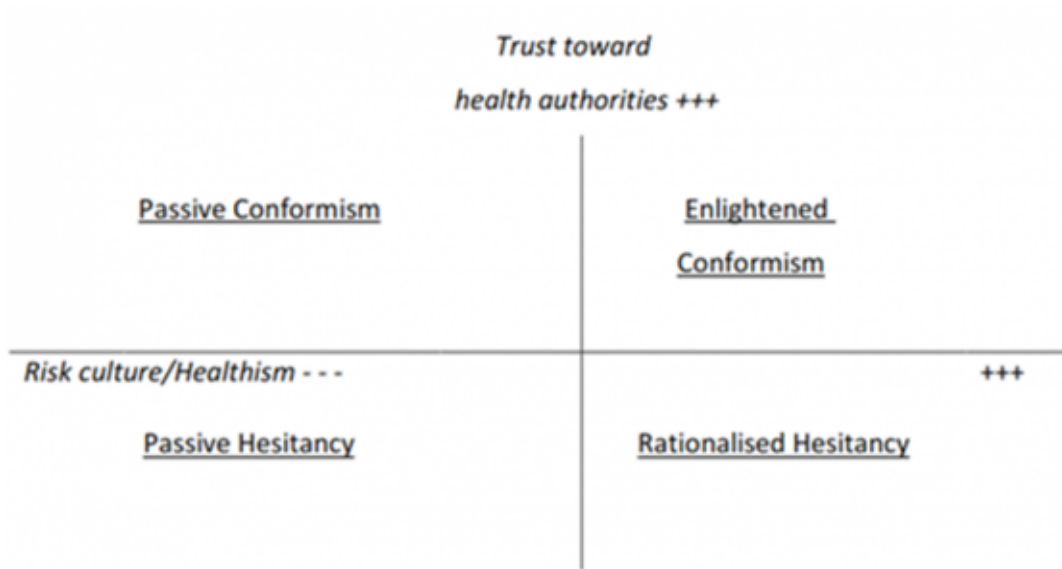 Trust toward
health authorities +++
Passive Conformism
Enlightened
Conformism
Risk culture/Healthism - - -
+++
Passive Hesitancy
Rationalised Hesitancy